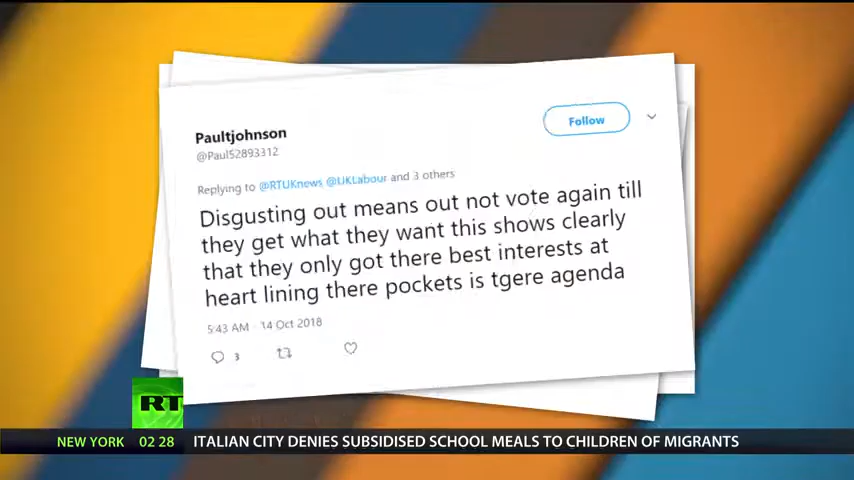 Paultjohnson
@Paul52893312
Follow
Replying to @RTUKnews @UKLabour and 3 others
Disgusting out means out not vote again till
they get what they want this shows clearly
that they only got there best interests at
heart lining there pockets is tgere agenda
5:43 AM · 14 Oct 2018
3
RT
NEW YORK 02 28 ITALIAN CITY DENIES SUBSIDISED SCHOOL MEALS TO CHILDREN OF MIGRANTS